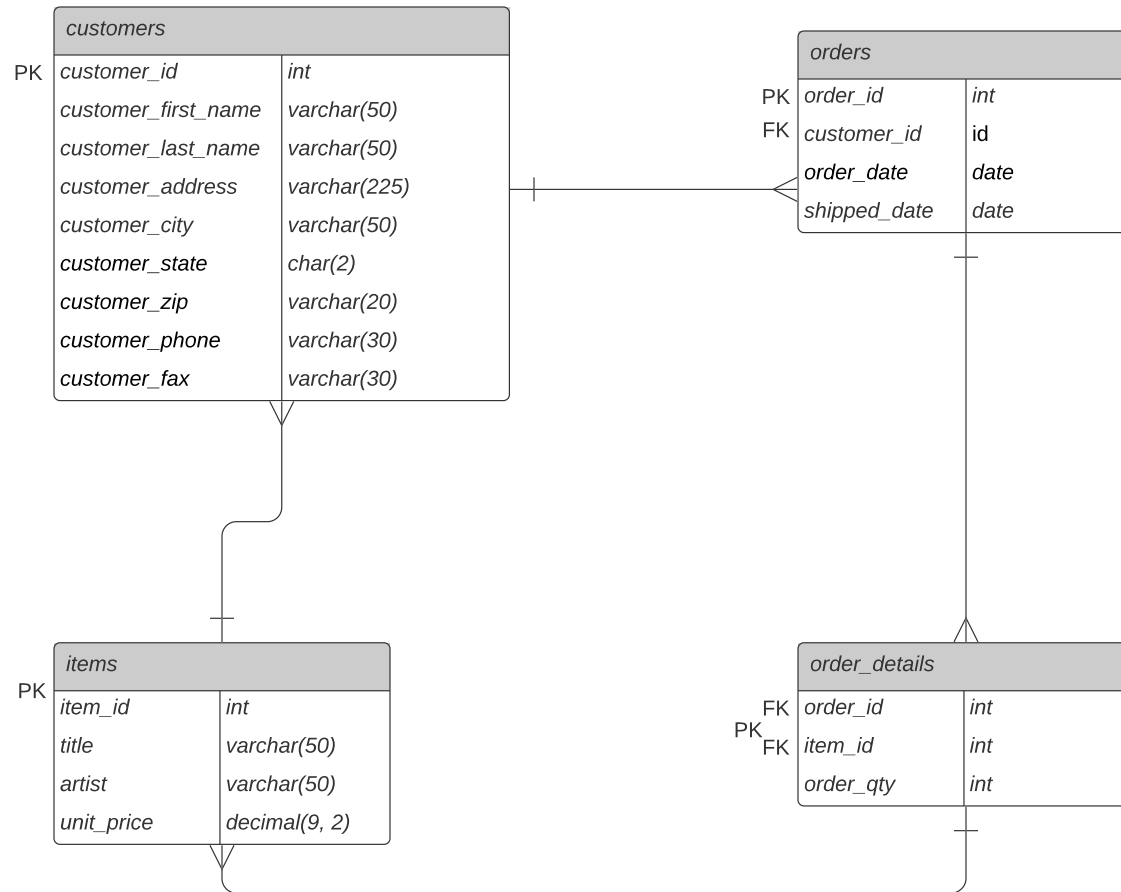 customers
PK customer_id int
customer_first_name varchar(50)
customer_last_name varchar(50)
customer_address varchar(225)
customer_city varchar(50)
customer_state char(2)
customer_zip varchar(20)
customer_phone varchar(30)
customer_fax varchar(30)
orders
PK order_id int
FK customer_id id
order_date date
shipped_date date
items
PK
item_id int
title varchar(50)
artist varchar(50)
unit_price decimal(9, 2)
order_details
FK order_id int
PK
FK item_id int
order_qty int